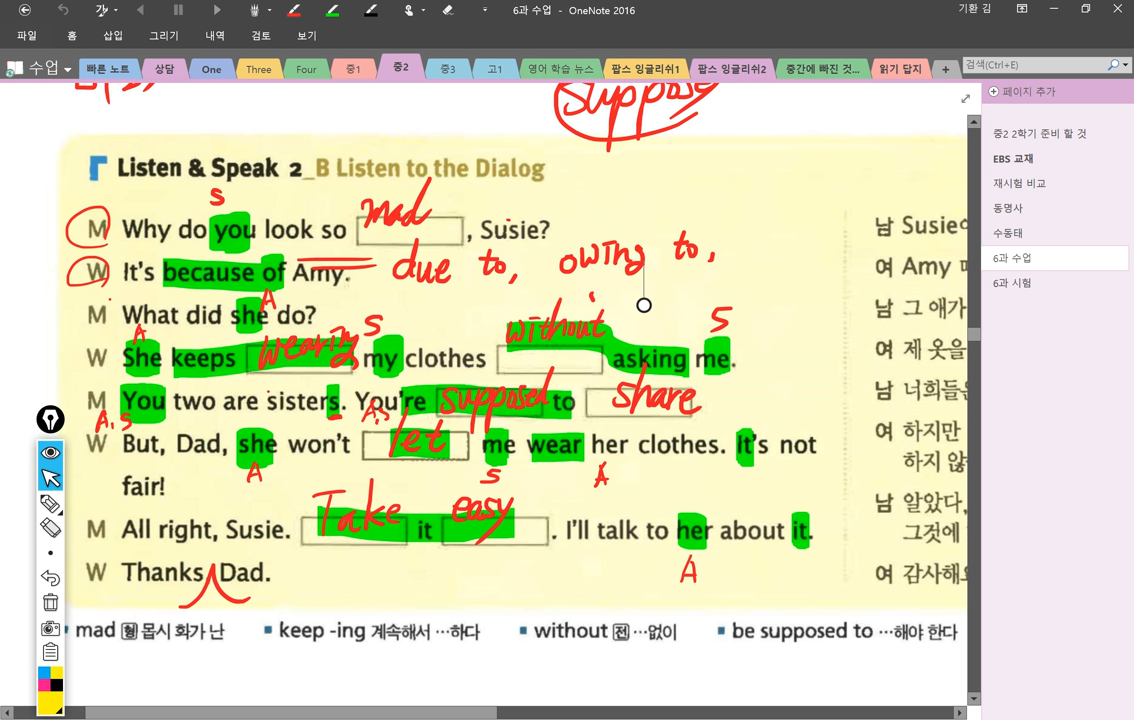 6과 수업 - OneNote 2016
기환 김
파일 홈 삽입 그리기 내역 검토 보기
수업 빠른 노트 상담 One Three Four 중1 중2 중3 고1 영어 학습 뉴스 팝스 잉글리쉬1 팝스 잉글리쉬2 중간에 빠진 것... 읽기 답지 +
검색(Ctrl+E)
페이지 추가
중2 2학기 준비 할 것
EBS 교재
재시험 비교
동명사
수동태
6과 수업
6과 시험
suppose
Listen & Speak 2_B Listen to the Dialog
S
M Why do you look so mad, Susie?
W It's because of Amy. due to, owing to,
A
M What did she do?
A S S
W She keeps wearing my clothes without asking me.
M You two are sisters. You're supposed to share
A, S A,S
W But, Dad, she won't let me wear her clothes. It's not
fair!
A S A
M All right, Susie. Take it easy. I'll talk to her about it.
A
W Thanks Dad.
남 Susie야
여 Amy
남 그 애가
여 제 옷을
남 너희들은
여 하지만
하지 않
남 알았다,
그것에
여 감사해요
mad 형 몹시 화가 난
keep -ing 계속해서 …하다
without 전 …없이
be supposed to …해야 한다